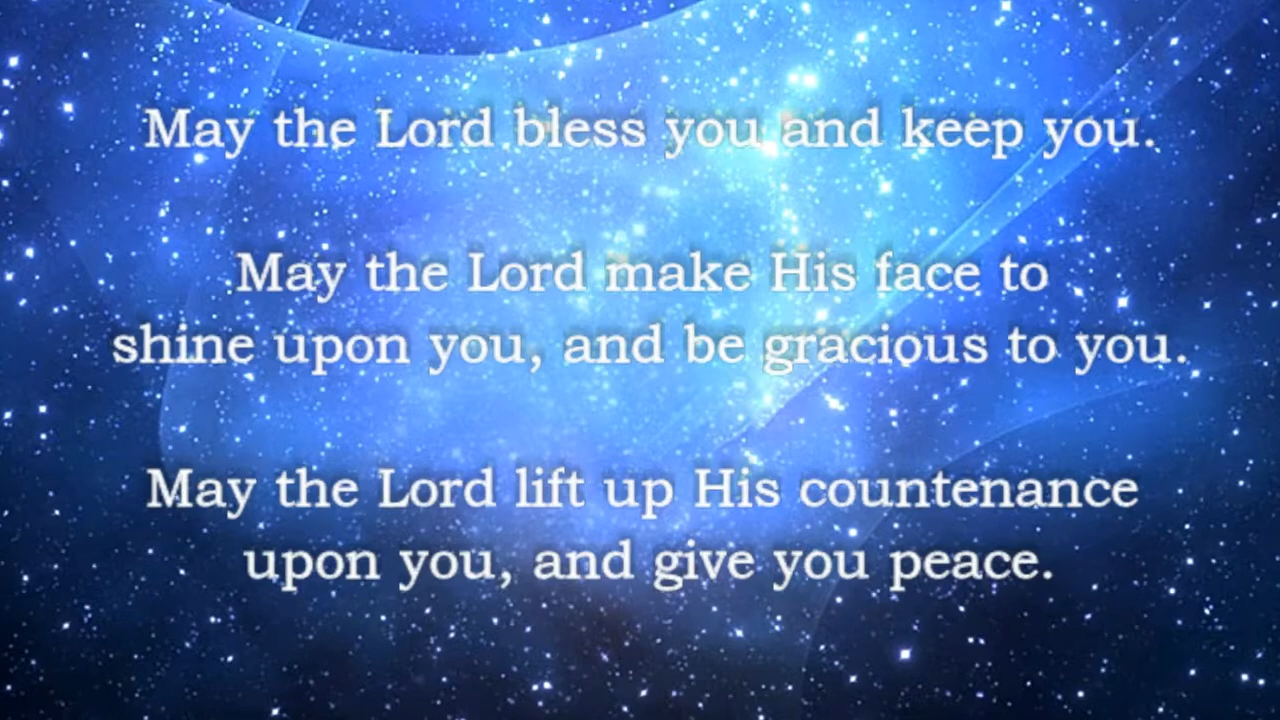 May the Lord bless you and keep you.
May the Lord make His face to
shine upon you, and be gracious to you.
May the Lord lift up His countenance
upon you, and give you peace.